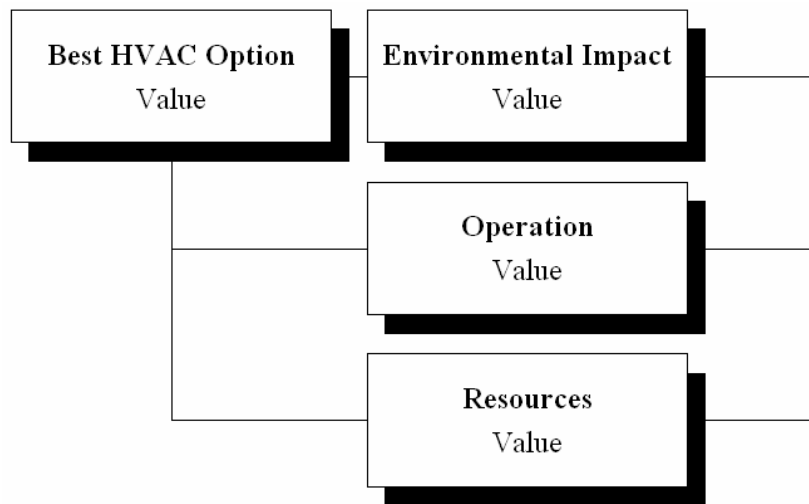 Best HVAC Option
Value
Environmental Impact
Value
Operation
Value
Resources
Value